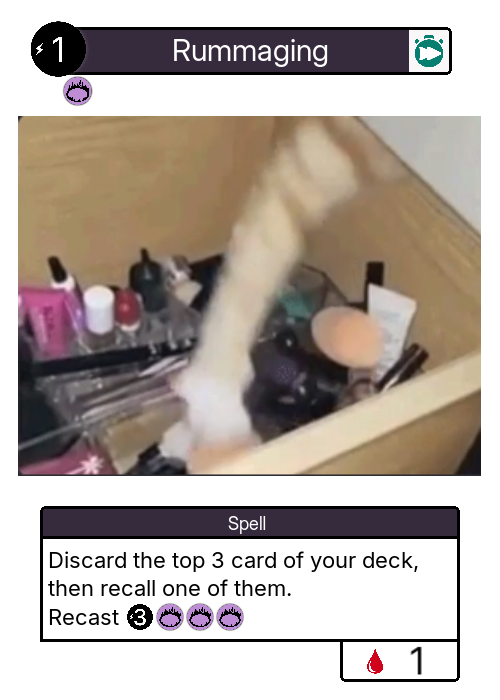 1
Rummaging
Spell
Discard the top 3 card of your deck,
then recall one of them.
Recast 3
1